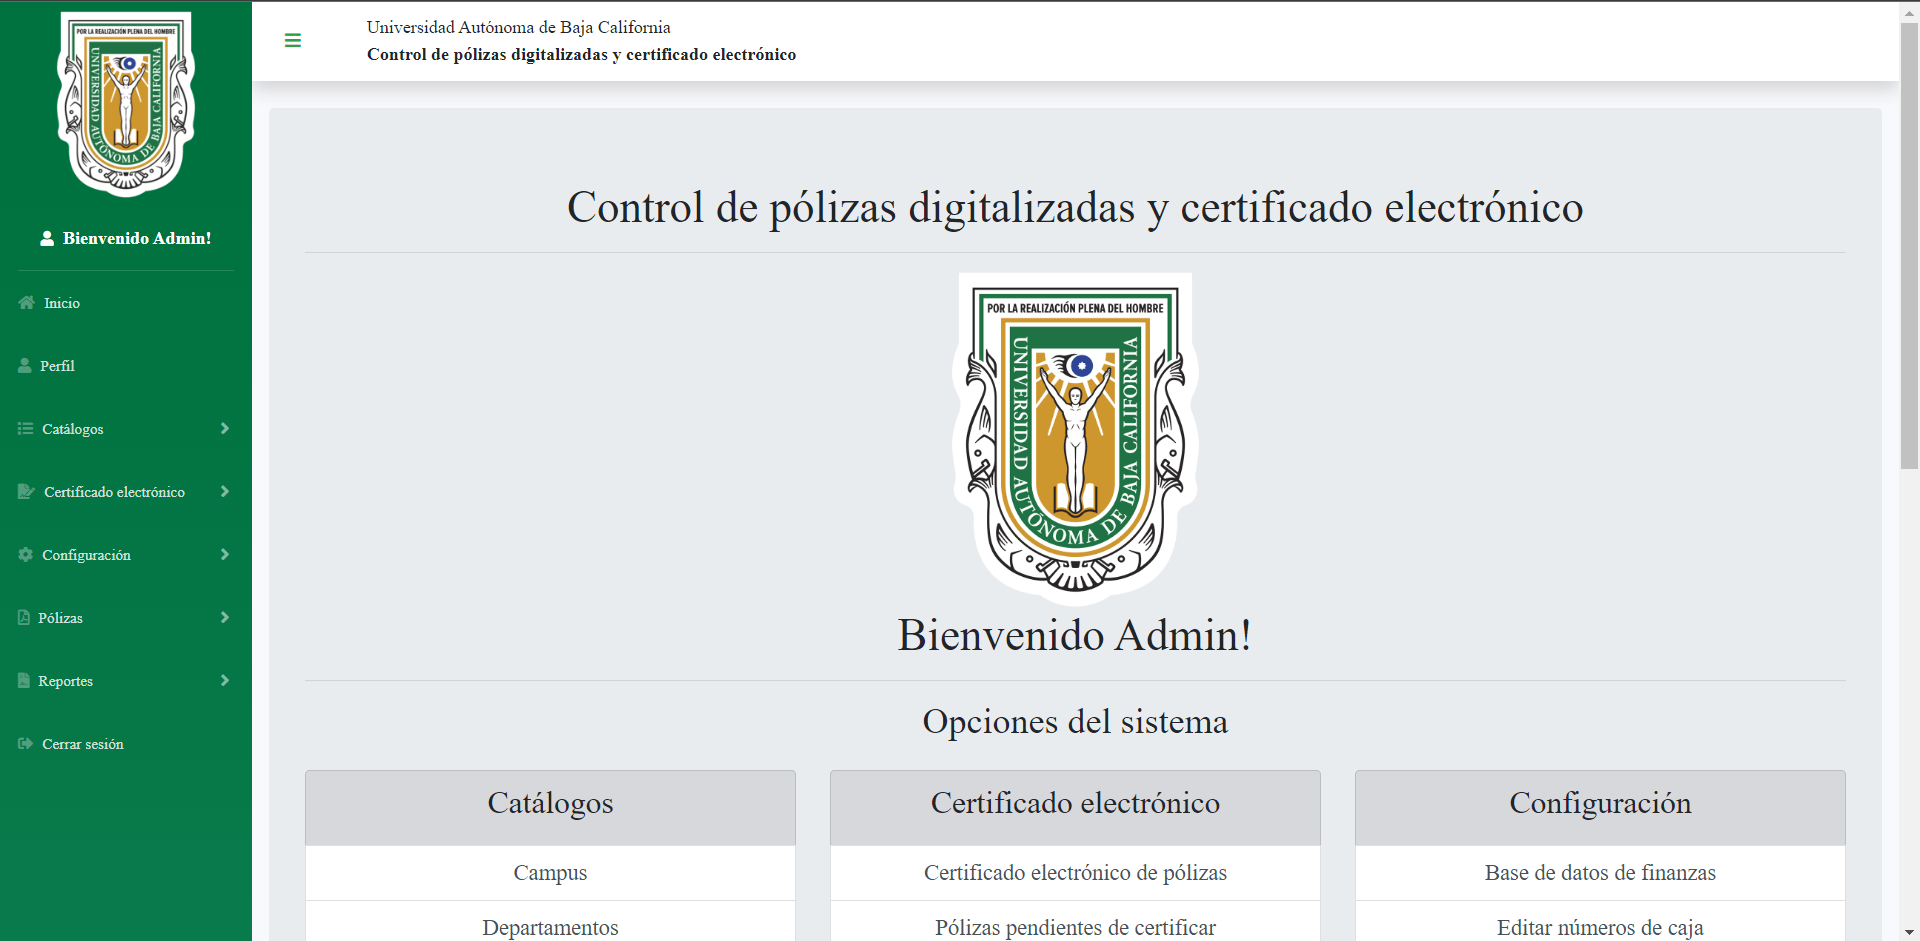 POR LA REALIZACIÓN PLENA DEL HOMBRE
UNIVERSIDAD AUTÓNOMA DE BAJA CALIFORNIA
Bienvenido Admin!
Inicio
Perfil
Catálogos
Certificado electrónico
Configuración
Pólizas
Reportes
Cerrar sesión
Universidad Autónoma de Baja California
Control de pólizas digitalizadas y certificado electrónico
Control de pólizas digitalizadas y certificado electrónico
POR LA REALIZACIÓN PLENA DEL HOMBRE
UNIVERSIDAD AUTÓNOMA DE BAJA CALIFORNIA
Bienvenido Admin!
Opciones del sistema
Catálogos
Campus
Departamentos
Certificado electrónico
Certificado electrónico de pólizas
Pólizas pendientes de certificar
Configuración
Base de datos de finanzas
Editar números de caja